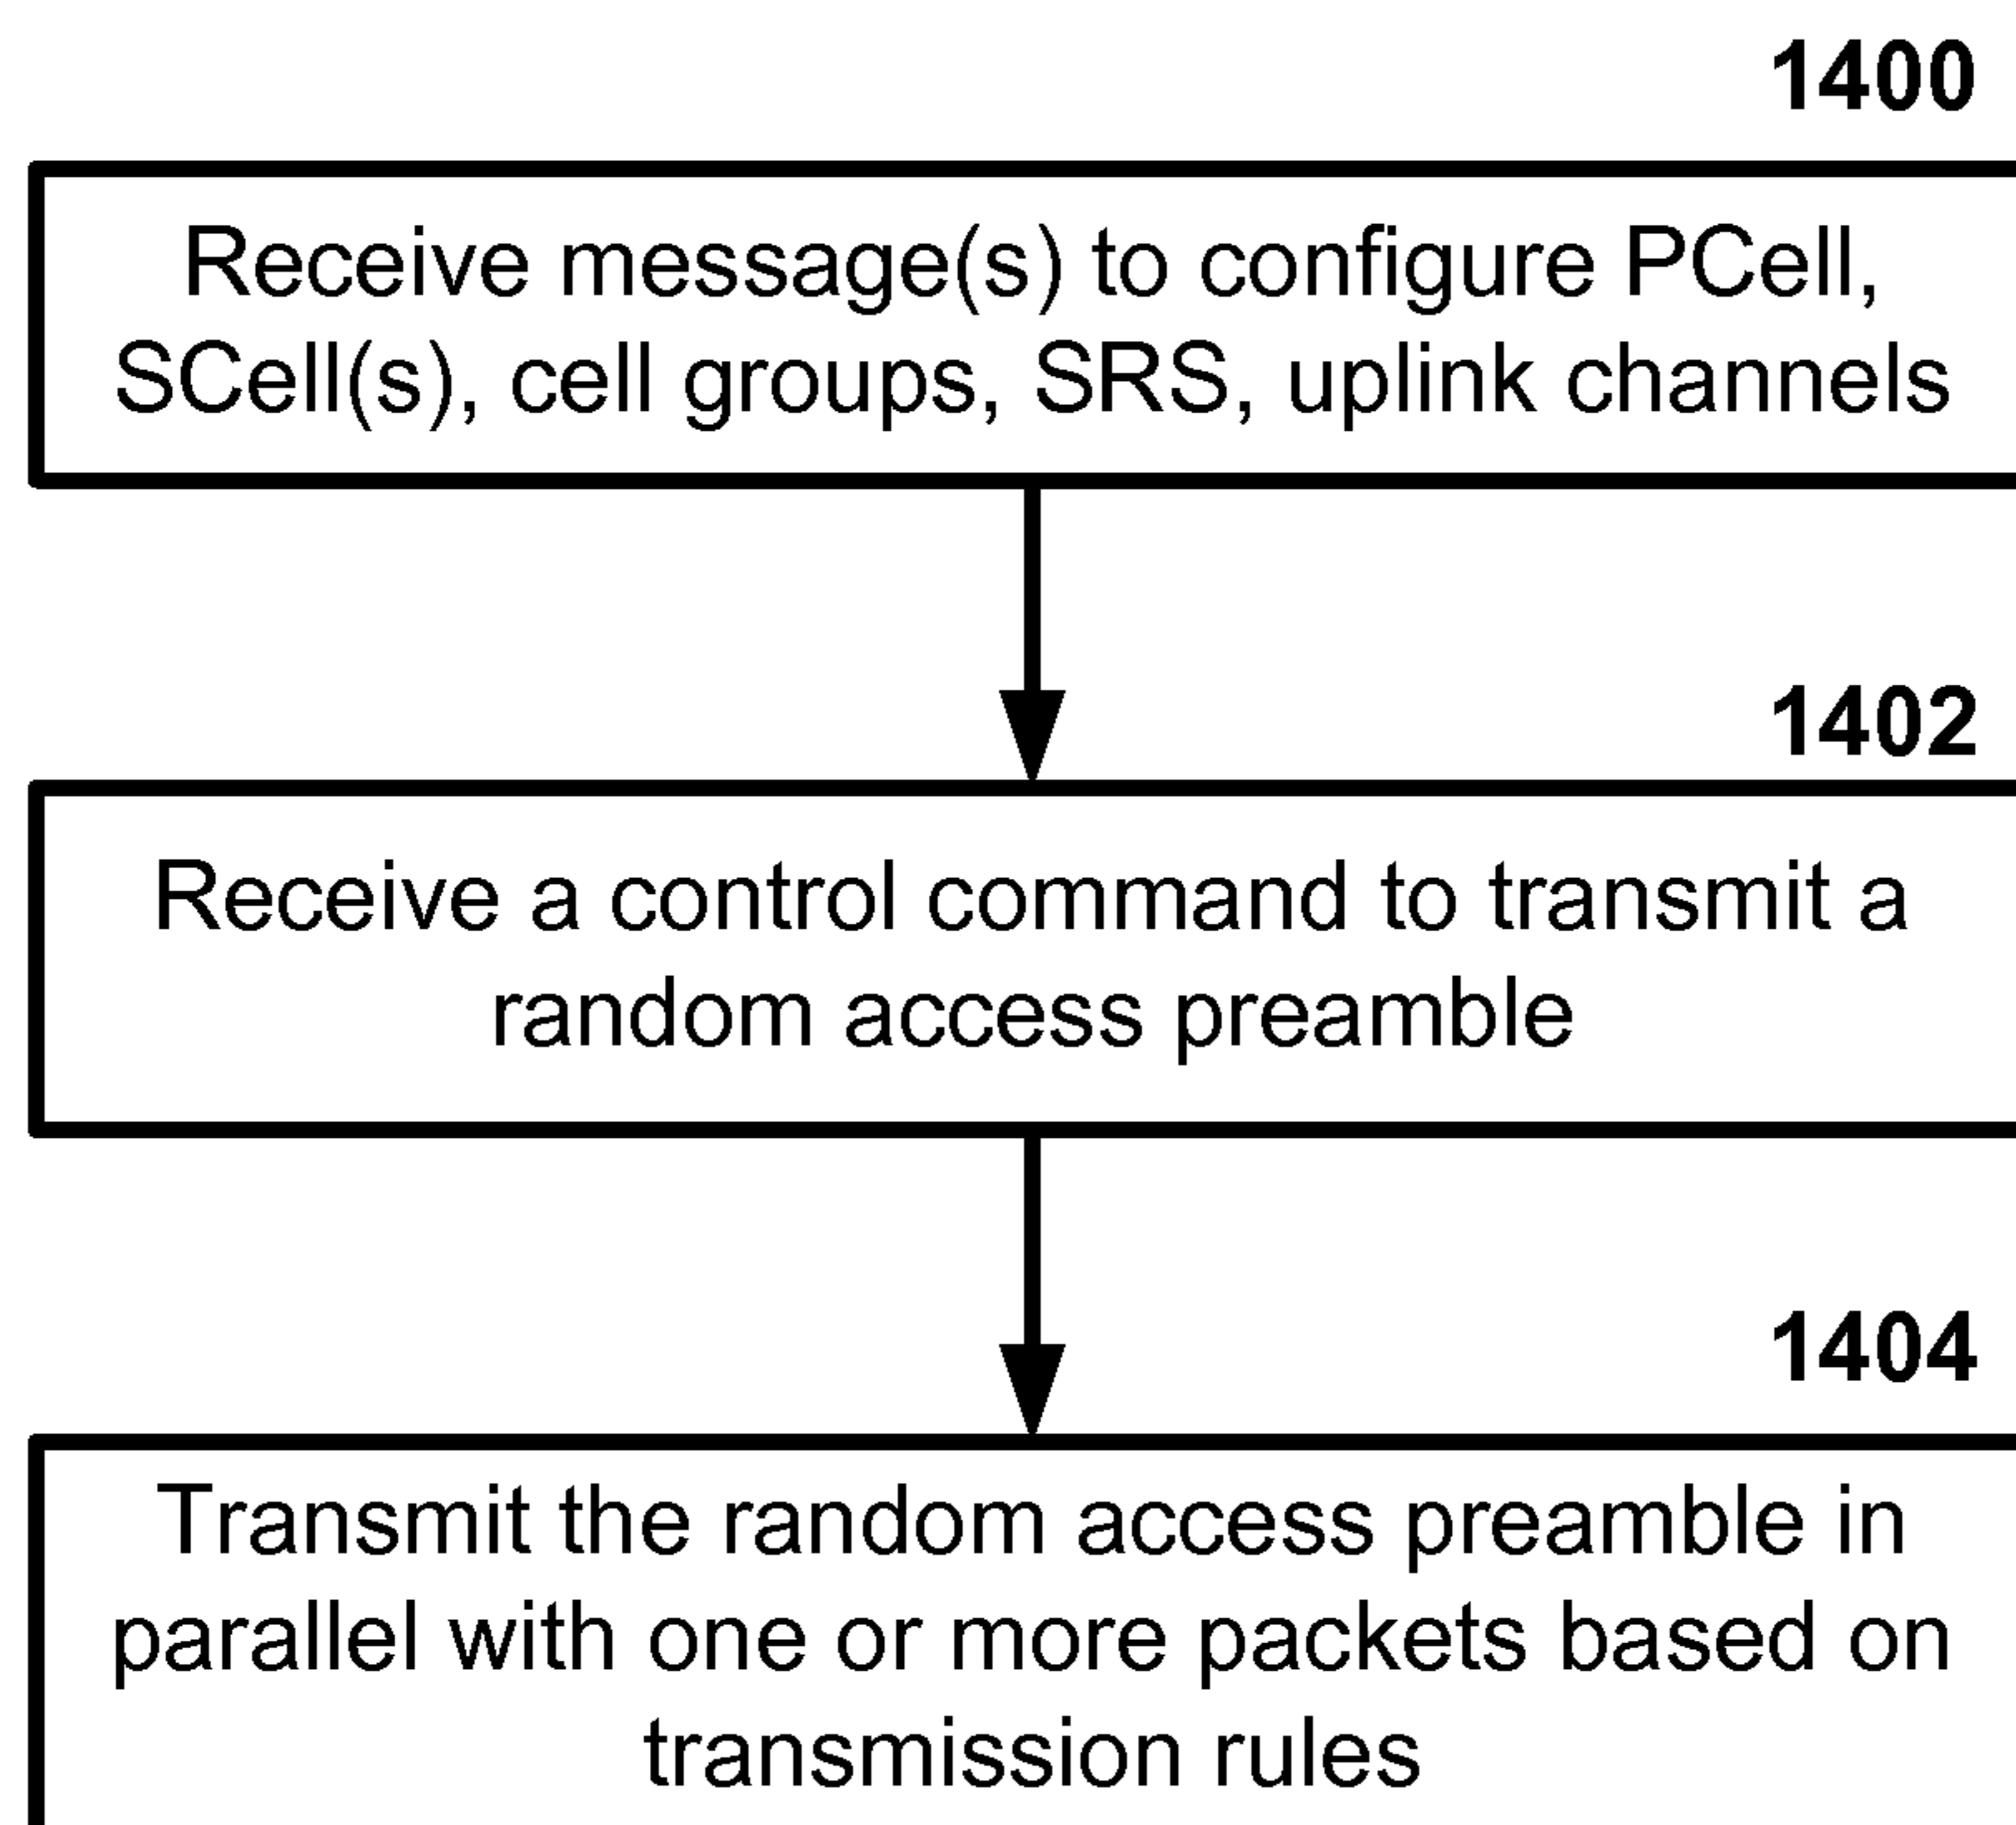 1400
Receive message(s) to configure PCell,
SCell(s), cell groups, SRS, uplink channels
1402
Receive a control command to transmit a
random access preamble
1404
Transmit the random access preamble in
parallel with one or more packets based on
transmission rules